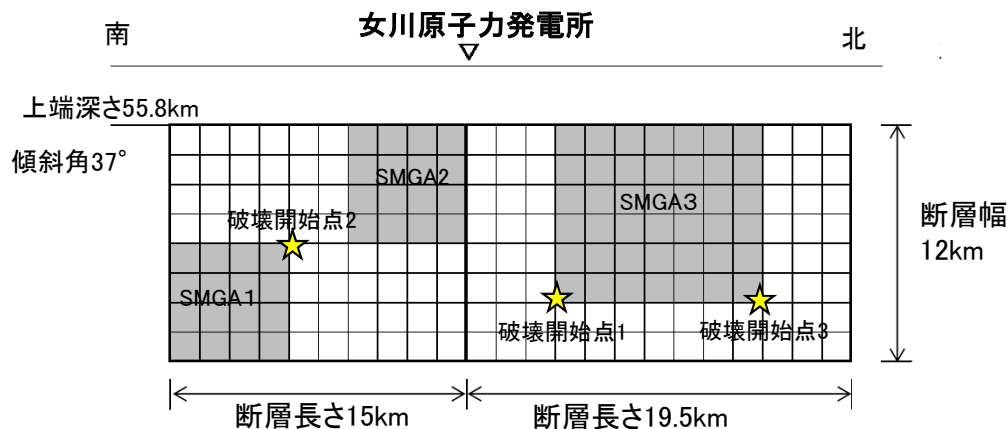 女川原子力発電所
南
北
上端深さ55.8km
傾斜角37°
SMGA2
SMGA3
破壊開始点2
断層幅
12km
SMGA1
破壊開始点1
破壊開始点3
断層長さ15km
断層長さ19.5km